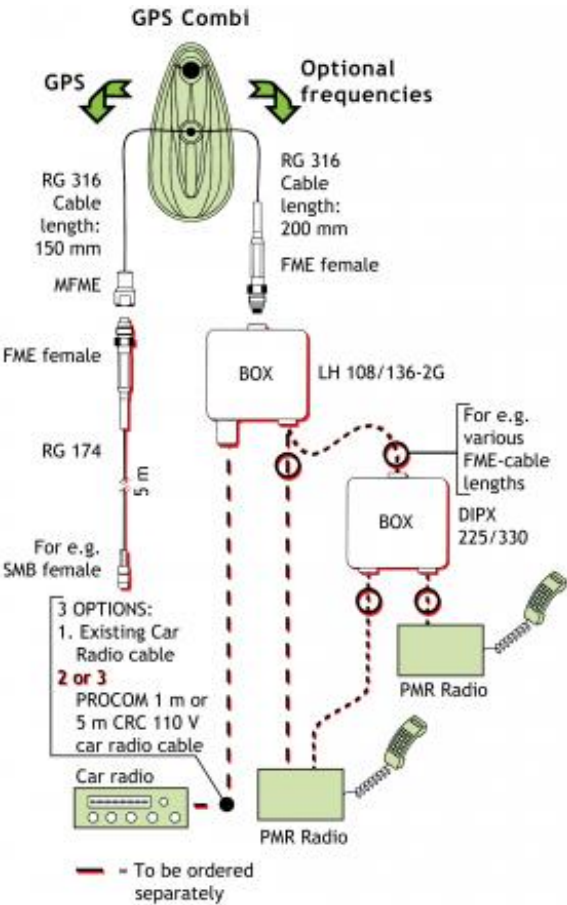 GPS Combi
GPS
Optional
frequencies
RG 316
Cable
length:
150 mm
MFME
RG 316
Cable
length:
200 mm
FME female
FME female
BOX
LH 108/136-2G
RG 174
5 m
For e.g.
various
FME-cable
lengths
BOX
DIPX
225/330
For e.g.
SMB female
3 OPTIONS:
1. Existing Car
Radio cable
2 or 3
PROCOM 1 m or
5 m CRC 110 V
car radio cable
PMR Radio
Car radio
PMR Radio
= To be ordered
separately